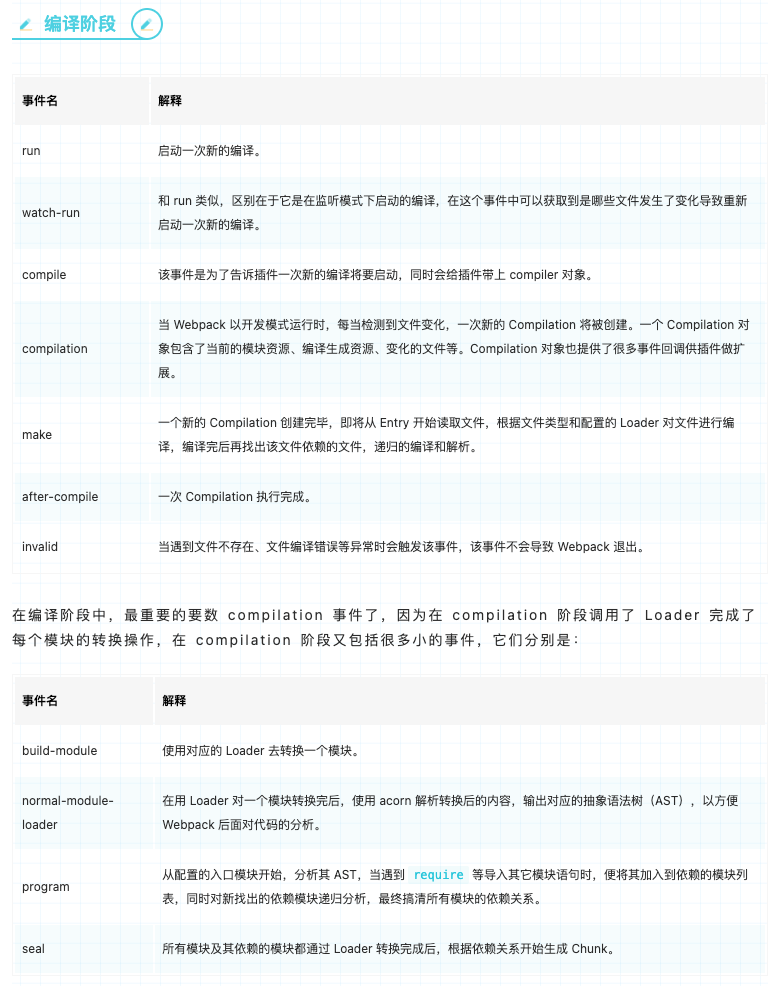 编译阶段
事件名 解释
run 启动一次新的编译。
watch-run 和 run 类似，区别在于它是在监听模式下启动的编译，在这个事件中可以获取到是哪些文件发生了变化导致重新
启动一次新的编译。
compile 该事件是为了告诉插件一次新的编译将要启动，同时会给插件带上 compiler 对象。
compilation 当 Webpack 以开发模式运行时，每当检测到文件变化，一次新的 Compilation 将被创建。一个 Compilation 对
象包含了当前的模块资源、编译生成资源、变化的文件等。Compilation 对象也提供了很多事件回调供插件做扩
展。
make 一个新的 Compilation 创建完毕，即将从 Entry 开始读取文件，根据文件类型和配置的 Loader 对文件进行编
译，编译完后再找出该文件依赖的文件，递归的编译和解析。
after-compile 一次 Compilation 执行完成。
invalid 当遇到文件不存在、文件编译错误等异常时会触发该事件，该事件不会导致 Webpack 退出。
在编译阶段中，最重要的要数 compilation 事件了，因为在 compilation 阶段调用了 Loader 完成了
每个模块的转换操作，在 compilation 阶段又包括很多小的事件，它们分别是：
事件名 解释
build-module 使用对应的 Loader 去转换一个模块。
normal-module-
loader 在用 Loader 对一个模块转换完后，使用 acorn 解析转换后的内容，输出对应的抽象语法树（AST），以方便
Webpack 后面对代码的分析。
program 从配置的入口模块开始，分析其 AST，当遇到 require 等导入其它模块语句时，便将其加入到依赖的模块列
表，同时对新找出的依赖模块递归分析，最终搞清所有模块的依赖关系。
seal 所有模块及其依赖的模块都通过 Loader 转换完成后，根据依赖关系开始生成 Chunk。